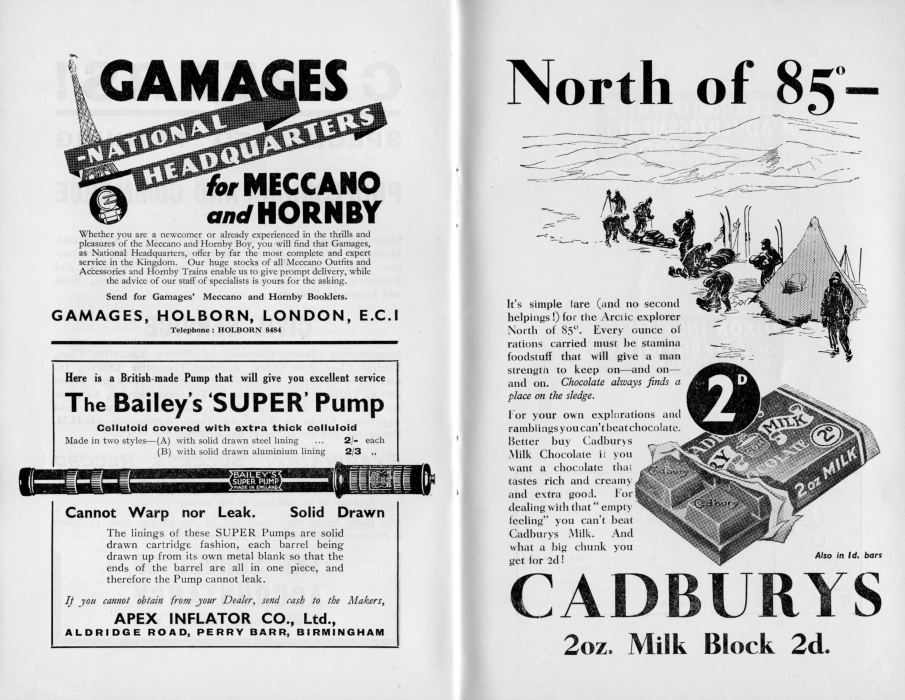 GAMAGES
-NATIONAL
HEADQUARTERS
for MECCANO
and HORNBY
Whether you are a newcomer or already experienced in the thrills and
pleasures of the Meccano and Hornby Boy, you will find that Gamages,
as National Headquarters, offer by far the most complete and expert
service in the Kingdom. Our huge stocks of all Meccano Outfits and
Accessories and Hornby Trains enable us to give prompt delivery, while
the advice of our staff of specialists is yours for the asking.
Send for Gamages' Meccano and Hornby Booklets.
GAMAGES, HOLBORN, LONDON, E.C.1
Telephone : HOLBORN 8484
Here is a British-made Pump that will give you excellent service
The Bailey's 'SUPER' Pump
Celluloid covered with extra thick celluloid
Made in two styles—(A) with solid drawn steel lining ... 2/- each
(B) with solid drawn aluminium lining 2/3 „
BAILEY'S
SUPER PUMP
MADE IN ENGLAND
Cannot Warp nor Leak. Solid Drawn
The linings of these SUPER Pumps are solid
drawn cartridge fashion, each barrel being
drawn up from its own metal blank so that the
ends of the barrel are all in one piece, and
therefore the Pump cannot leak.
If you cannot obtain from your Dealer, send cash to the Makers,
APEX INFLATOR CO., Ltd.,
ALDRIDGE ROAD, PERRY BARR, BIRMINGHAM
North of 85°—
It's simple fare (and no second
helpings!) for the Arctic explorer
North of 85°. Every ounce of
rations carried must be stamina
foodstuff that will give a man
strength to keep on—and on—
and on. Chocolate always finds a
place on the sledge.
For your own explorations and
ramblings you can't beat chocolate.
Better buy Cadburys
Milk Chocolate if you
want a chocolate that
tastes rich and creamy
and extra good. For
dealing with that "empty
feeling" you can't beat
Cadburys Milk. And
what a big chunk you
get for 2d!
2D
MILK
2D
2oz MILK
Cadbury
Also in 1d. bars
CADBURYS
2oz. Milk Block 2d.